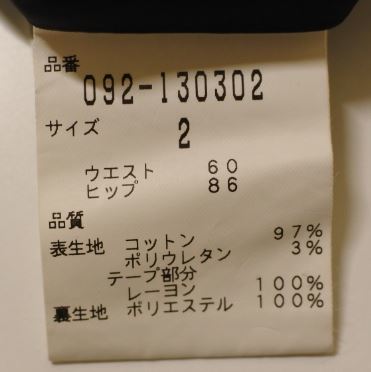 品番
092-130302
サイズ 2
ウエスト 60
ヒップ 86
品質
表生地 コットン 97%
ポリウレタン 3%
テープ部分
レーヨン 100%
裏生地 ポリエステル 100%